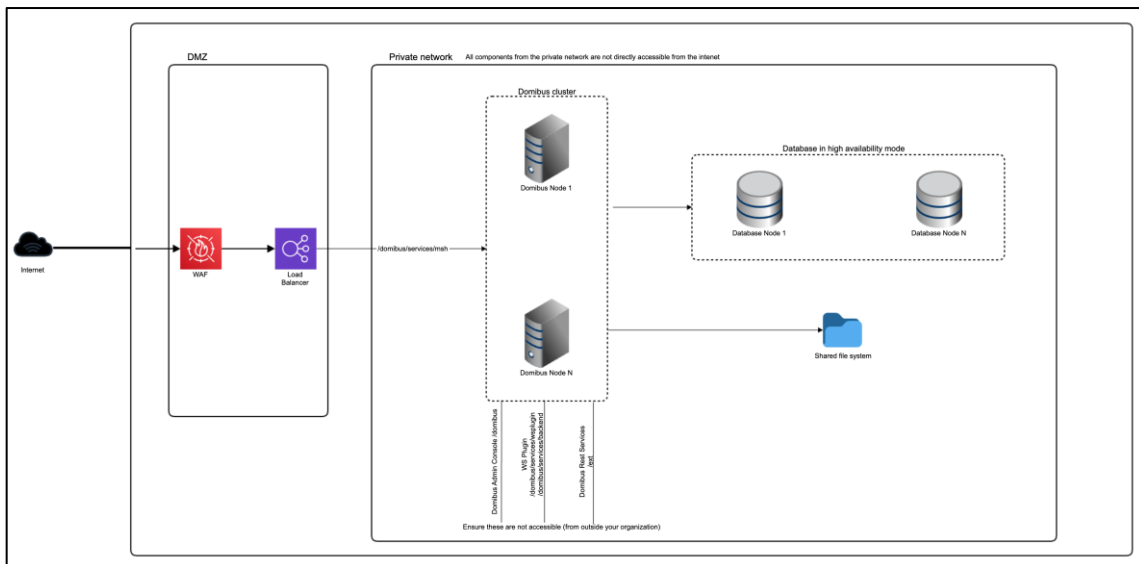 DMZ
Private network
All components from the private network are not directly accessible from the internet
Domibus cluster
Domibus Node 1
Database in high availability mode
Database Node 1
Database Node N
Internet
WAF
Load
Balancer
/domibus/services/msh
Domibus Node N
Shared file system
Domibus Admin Console /domibus
WS Plugin
/domibus/services/wsplugin
/domibus/services/backend
Domibus Rest Services
/ext
Ensure these are not accessible (from outside your organization)